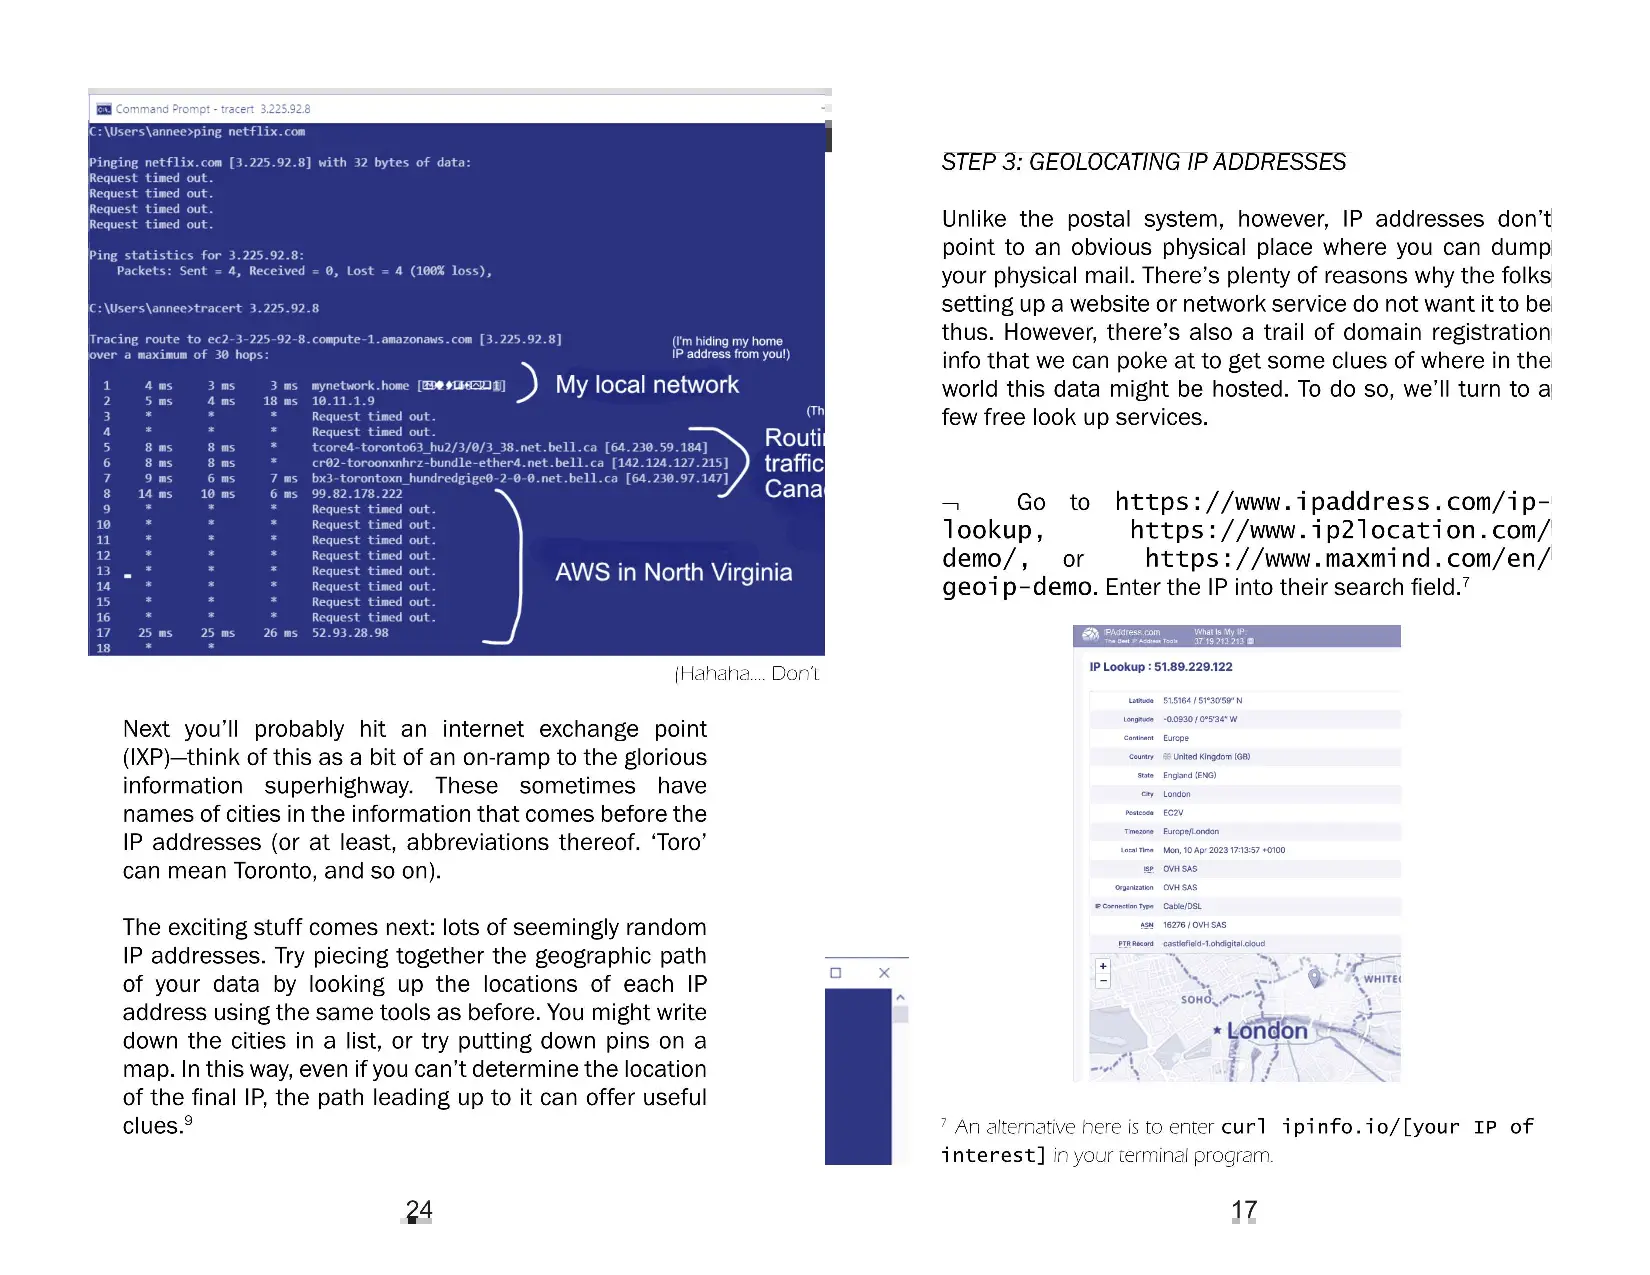 Command Prompt - tracert 3.225.92.8
C:\Users\annee>ping netflix.com
Pinging netflix.com [3.225.92.8] with 32 bytes of data:
Request timed out.
Request timed out.
Request timed out.
Request timed out.
Ping statistics for 3.225.92.8:
Packets: Sent = 4, Received = 0, Lost = 4 (100% loss),
C:\Users\annee>tracert 3.225.92.8
Tracing route to ec2-3-225-92-8.compute-1.amazonaws.com [3.225.92.8]
over a maximum of 30 hops:
(I'm hiding my home
IP address from you!)
1 4 ms 3 ms 3 ms mynetwork.home [
2 5 ms 4 ms 18 ms 10.11.1.9
3 * * * Request timed out.
4 * * * Request timed out.
5 8 ms 8 ms * tcore4-toronto63_hu2/3/0/3_38.net.bell.ca [64.230.59.184]
6 8 ms 8 ms * cr02-toroonxnhrz-bundle-ether4.net.bell.ca [142.124.127.215]
7 9 ms 6 ms 7 ms bx3-torontoxn_hundredgige0-2-0-0.net.bell.ca [64.230.97.147]
8 14 ms 10 ms 6 ms 99.82.178.222
9 * * * Request timed out.
10 * * * Request timed out.
11 * * * Request timed out.
12 * * * Request timed out.
13 * * * Request timed out.
14 * * * Request timed out.
15 * * * Request timed out.
16 * * * Request timed out.
17 25 ms 25 ms 26 ms 52.93.28.98
18 * *
My local network
(Th
Routi
traffic
Cana
AWS in North Virginia
(Hahaha.... Don't
Next you'll probably hit an internet exchange point
(IXP)—think of this as a bit of an on-ramp to the glorious
information superhighway. These sometimes have
names of cities in the information that comes before the
IP addresses (or at least, abbreviations thereof. 'Toro'
can mean Toronto, and so on).
The exciting stuff comes next: lots of seemingly random
IP addresses. Try piecing together the geographic path
of your data by looking up the locations of each IP
address using the same tools as before. You might write
down the cities in a list, or try putting down pins on a
map. In this way, even if you can't determine the location
of the final IP, the path leading up to it can offer useful
clues.9
24
STEP 3: GEOLOCATING IP ADDRESSES
Unlike the postal system, however, IP addresses don't
point to an obvious physical place where you can dump
your physical mail. There's plenty of reasons why the folks
setting up a website or network service do not want it to be
thus. However, there's also a trail of domain registration
info that we can poke at to get some clues of where in the
world this data might be hosted. To do so, we'll turn to a
few free look up services.
¬ Go to https://www.ipaddress.com/ip-
lookup, https://www.ip2location.com/
demo/, or https://www.maxmind.com/en/
geoip-demo. Enter the IP into their search field.7
IPAddress.com What Is My IP:
The Best IP Address Tools 37.19.213.213
IP Lookup : 51.89.229.122
Latitude 51.5164 / 51°30'59" N
Longitude -0.0930 / 0°5'34" W
Continent Europe
Country United Kingdom (GB)
State England (ENG)
City London
Postcode EC2V
Timezone Europe/London
Local Time Mon, 10 Apr 2023 17:13:57 +0100
ISP OVH SAS
Organization OVH SAS
IP Connection Type Cable/DSL
ASN 16276 / OVH SAS
PTR Record castlefield-1.ohdigital.cloud
+
−
WHITEC
SOHO
London
7 An alternative here is to enter curl ipinfo.io/[your IP of
interest] in your terminal program.
17